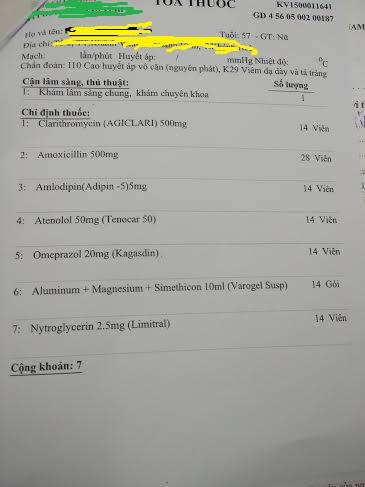 TOA THUỐC
KV1500011641
GD 4 56 05 002 00187
Họ và tên:
Tuổi: 57 - GT: Nữ
Địa chỉ:
Mạch: lần/phút Huyết áp: / mmHg Nhiệt độ: °C
Chẩn đoán: I10 Cao huyết áp vô căn (nguyên phát), K29 Viêm dạ dày và tá tràng
Cận lâm sàng, thủ thuật: Số lượng
1: Khám lâm sàng chung, khám chuyên khoa 1
Chỉ định thuốc:
1: Clarithromycin (AGICLARI) 500mg 14 Viên
2: Amoxicillin 500mg 28 Viên
3: Amlodipin(Adipin -5)5mg 14 Viên
4: Atenolol 50mg (Tenocar 50) 14 Viên
5: Omeprazol 20mg (Kagasdin) 14 Viên
6: Aluminum + Magnesium + Simethicon 10ml (Varogel Susp) 14 Gói
7: Nytroglycerin 2.5mg (Limitral) 14 Viên
Cộng khoản: 7